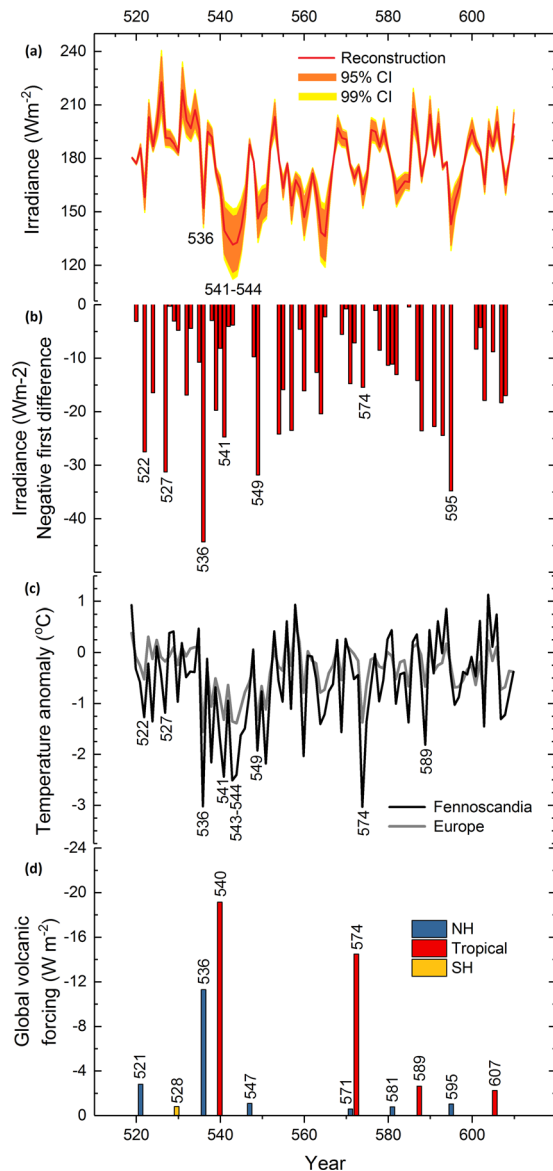 520 540 560 580 600
(a)
240
210
180
150
120
Irradiance (Wm⁻²)
Reconstruction
95% CI
99% CI
536
541-544
(b)
0
-10
-20
-30
-40
Irradiance (Wm-2)
Negative first difference
522
527
536
541
549
574
595
(c)
1
0
-1
-2
-3
Temperature anomaly (°C)
522
527
536
541
543-544
549
574
589
Fennoscandia
Europe
(d)
-24
-20
-16
-12
-8
-4
0
Global volcanic
forcing (W m⁻²)
NH
Tropical
SH
521
528
536
540
547
571
574
581
589
595
607
520 540 560 580 600
Year